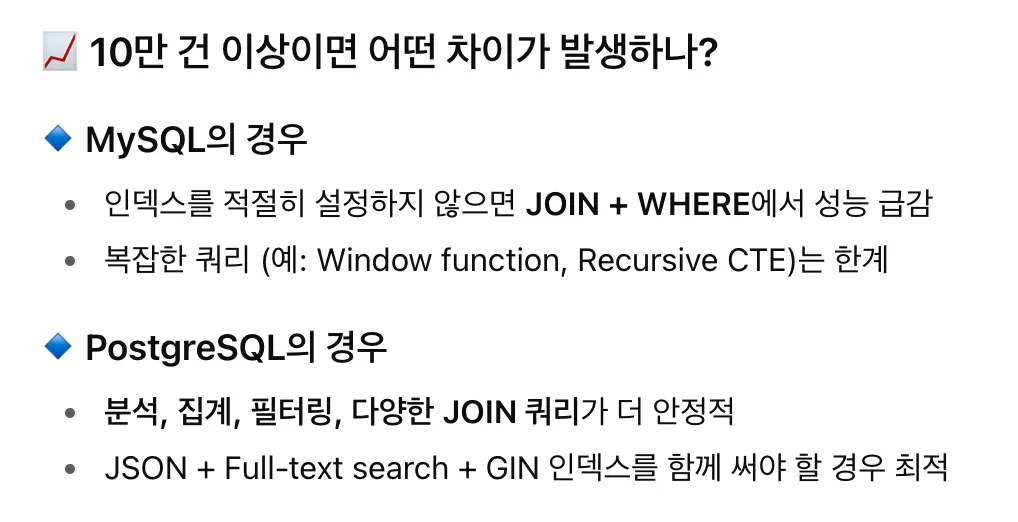 📈 10만 건 이상이면 어떤 차이가 발생하나?
🔹 MySQL의 경우
• 인덱스를 적절히 설정하지 않으면 JOIN + WHERE에서 성능 급감
• 복잡한 쿼리 (예: Window function, Recursive CTE)는 한계
🔹 PostgreSQL의 경우
• 분석, 집계, 필터링, 다양한 JOIN 쿼리가 더 안정적
• JSON + Full-text search + GIN 인덱스를 함께 써야 할 경우 최적